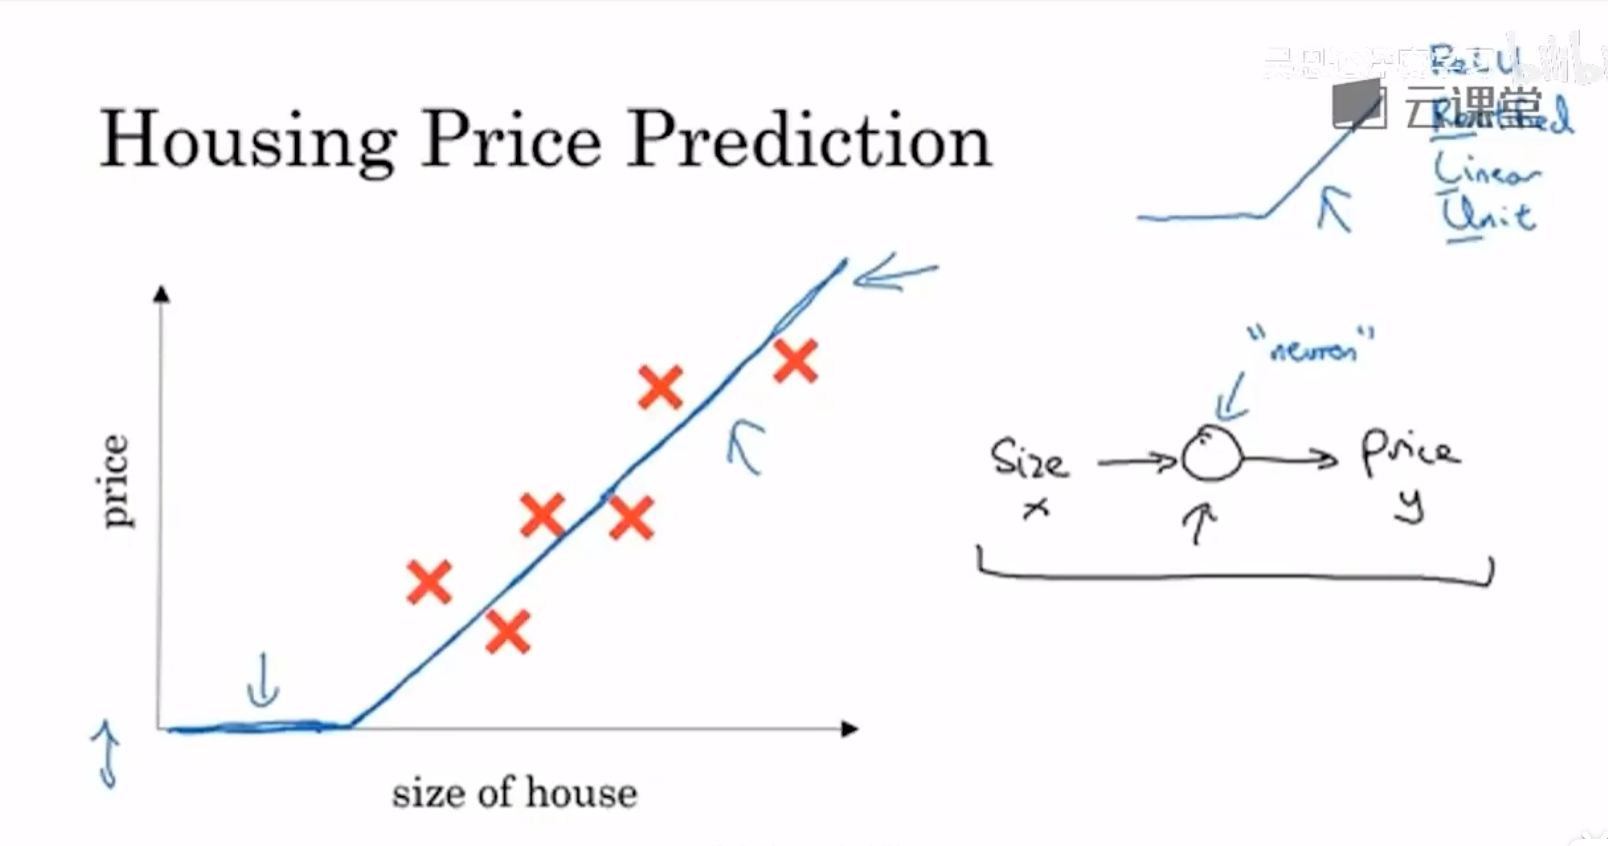 Housing Price Prediction
ReLU
Rectified
Linear
Unit
云课堂
"neuron"
Size
x
Price
y
price
size of house